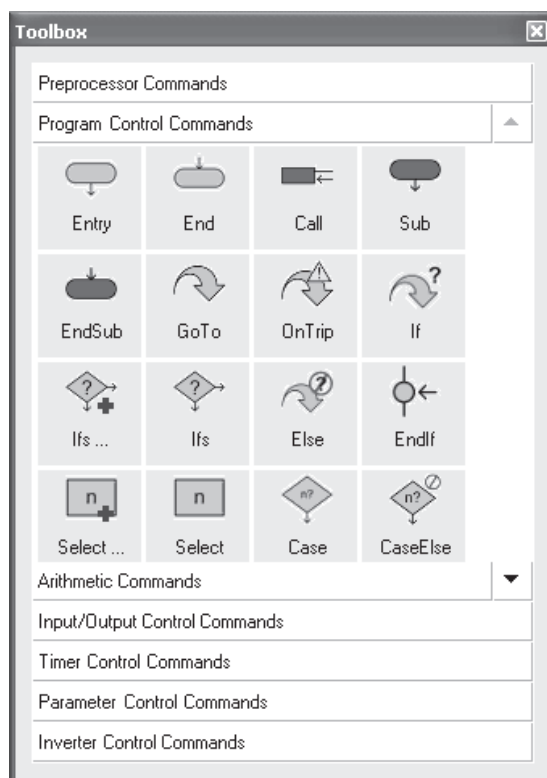 Toolbox
Preprocessor Commands
Program Control Commands
Entry End Call Sub
EndSub GoTo OnTrip If
? ?
Ifs ... Ifs Else EndIf
n n n? n?
Select ... Select Case CaseElse
Arithmetic Commands
Input/Output Control Commands
Timer Control Commands
Parameter Control Commands
Inverter Control Commands